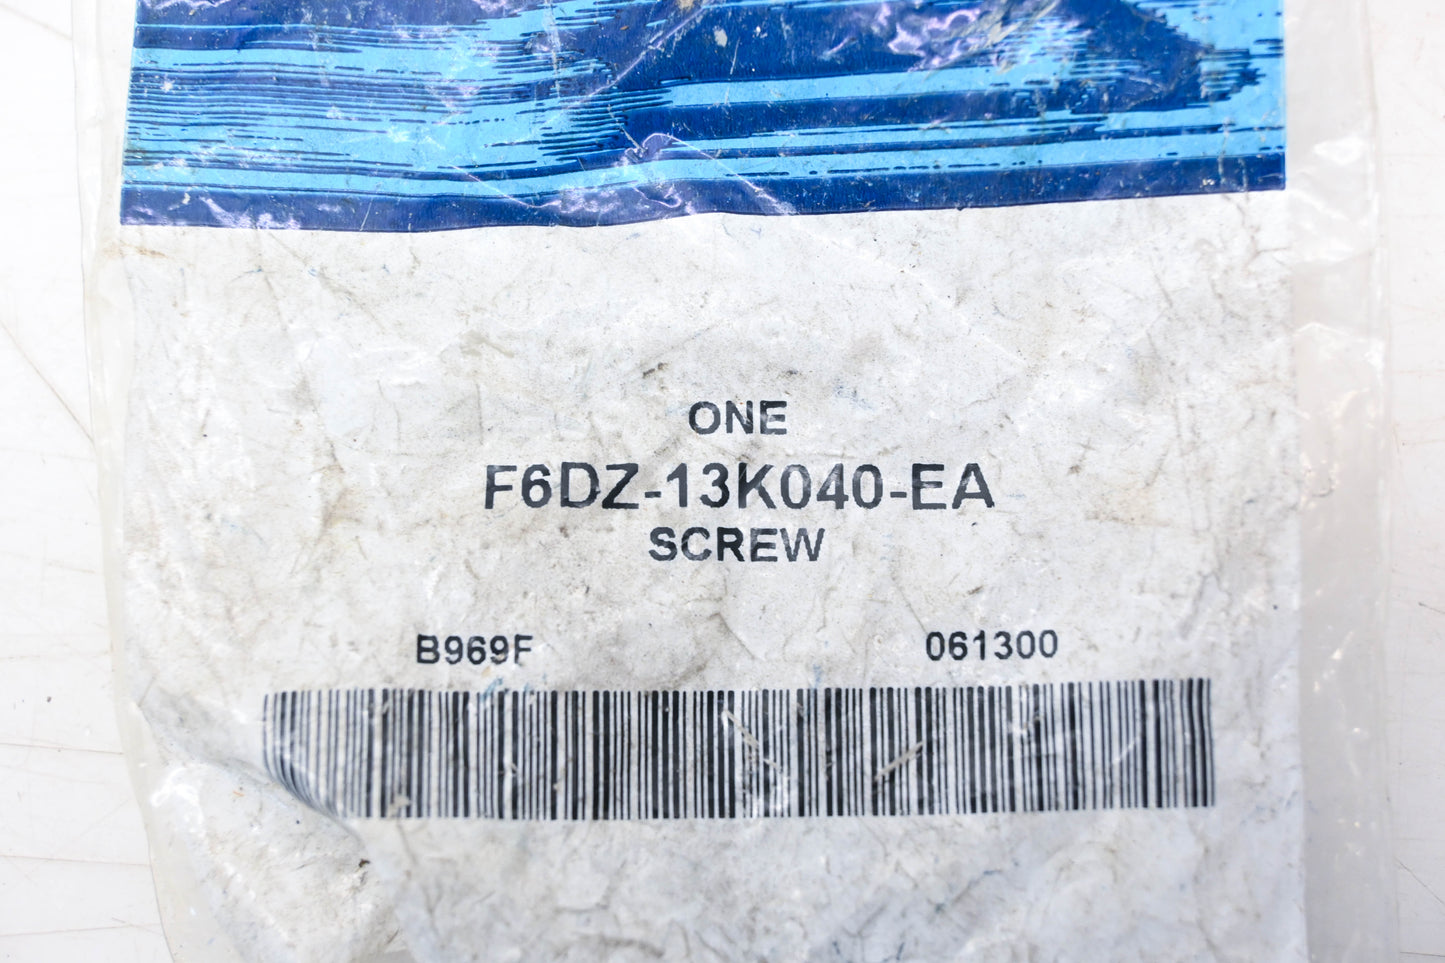 ONE
F6DZ-13K040-EA
SCREW
B969F 061300